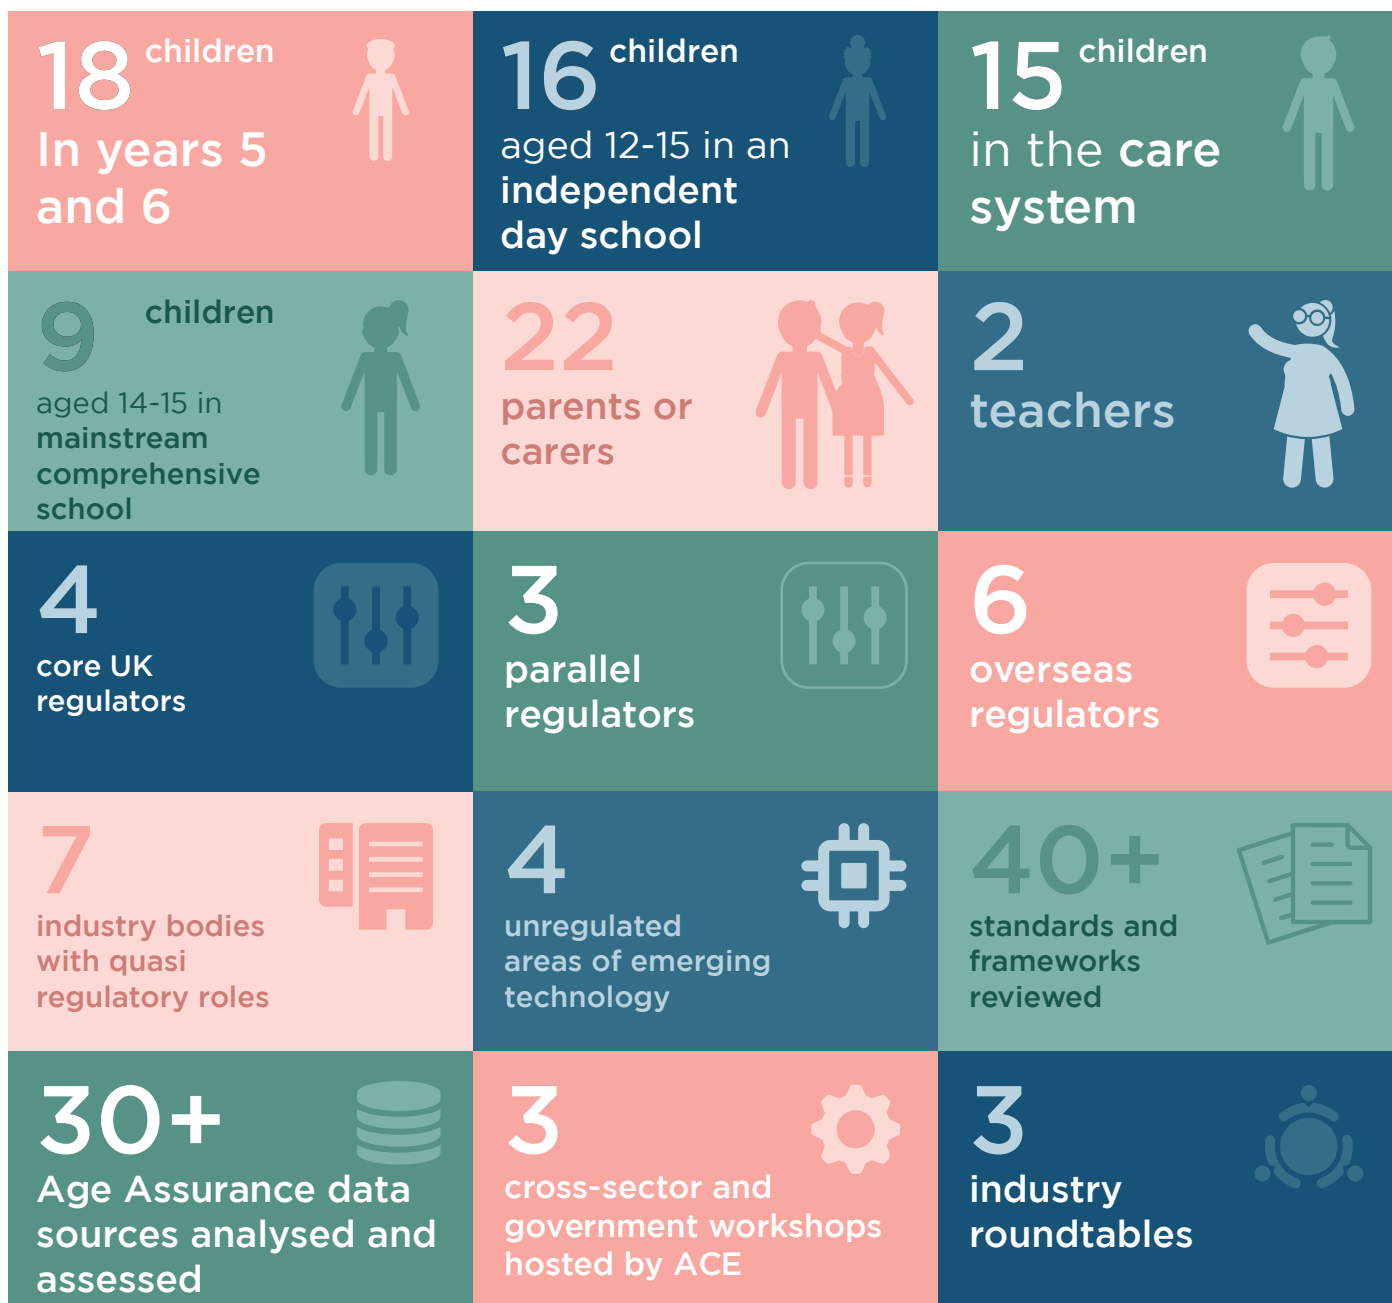 18 children
In years 5
and 6
16 children
aged 12-15 in an
independent
day school
15 children
in the care
system
9 children
aged 14-15 in
mainstream
comprehensive
school
22
parents or
carers
2
teachers
4
core UK
regulators
3
parallel
regulators
6
overseas
regulators
7
industry bodies
with quasi
regulatory roles
4
unregulated
areas of emerging
technology
40+
standards and
frameworks
reviewed
30+
Age Assurance data
sources analysed and
assessed
3
cross-sector and
government workshops
hosted by ACE
3
industry
roundtables